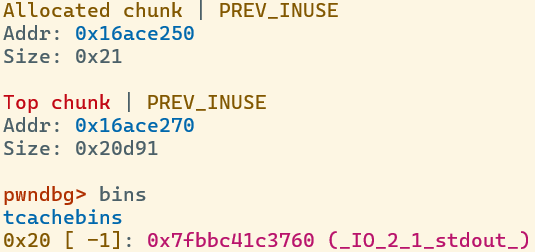 Allocated chunk | PREV_INUSE
Addr: 0x16ace250
Size: 0x21
Top chunk | PREV_INUSE
Addr: 0x16ace270
Size: 0x20d91
pwndbg> bins
tcachebins
0x20 [ -1]: 0x7fbbc41c3760 (_IO_2_1_stdout_)